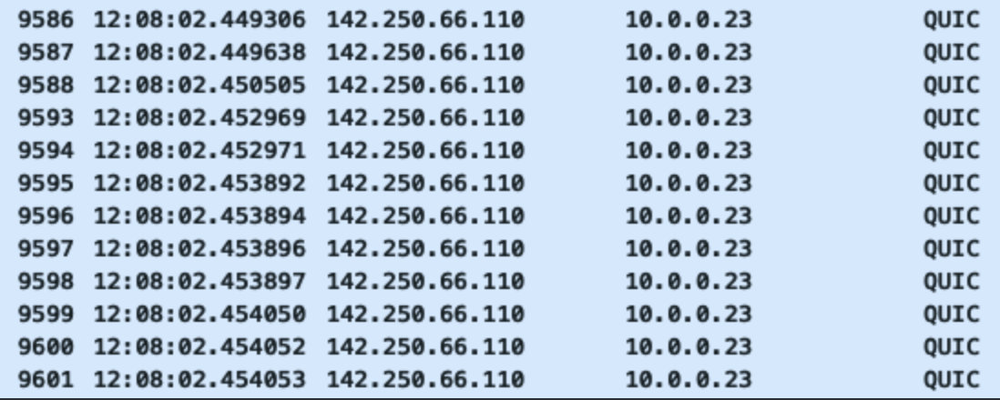 9586 12:08:02.449306 142.250.66.110 10.0.0.23 QUIC
9587 12:08:02.449638 142.250.66.110 10.0.0.23 QUIC
9588 12:08:02.450505 142.250.66.110 10.0.0.23 QUIC
9593 12:08:02.452969 142.250.66.110 10.0.0.23 QUIC
9594 12:08:02.452971 142.250.66.110 10.0.0.23 QUIC
9595 12:08:02.453892 142.250.66.110 10.0.0.23 QUIC
9596 12:08:02.453894 142.250.66.110 10.0.0.23 QUIC
9597 12:08:02.453896 142.250.66.110 10.0.0.23 QUIC
9598 12:08:02.453897 142.250.66.110 10.0.0.23 QUIC
9599 12:08:02.454050 142.250.66.110 10.0.0.23 QUIC
9600 12:08:02.454052 142.250.66.110 10.0.0.23 QUIC
9601 12:08:02.454053 142.250.66.110 10.0.0.23 QUIC